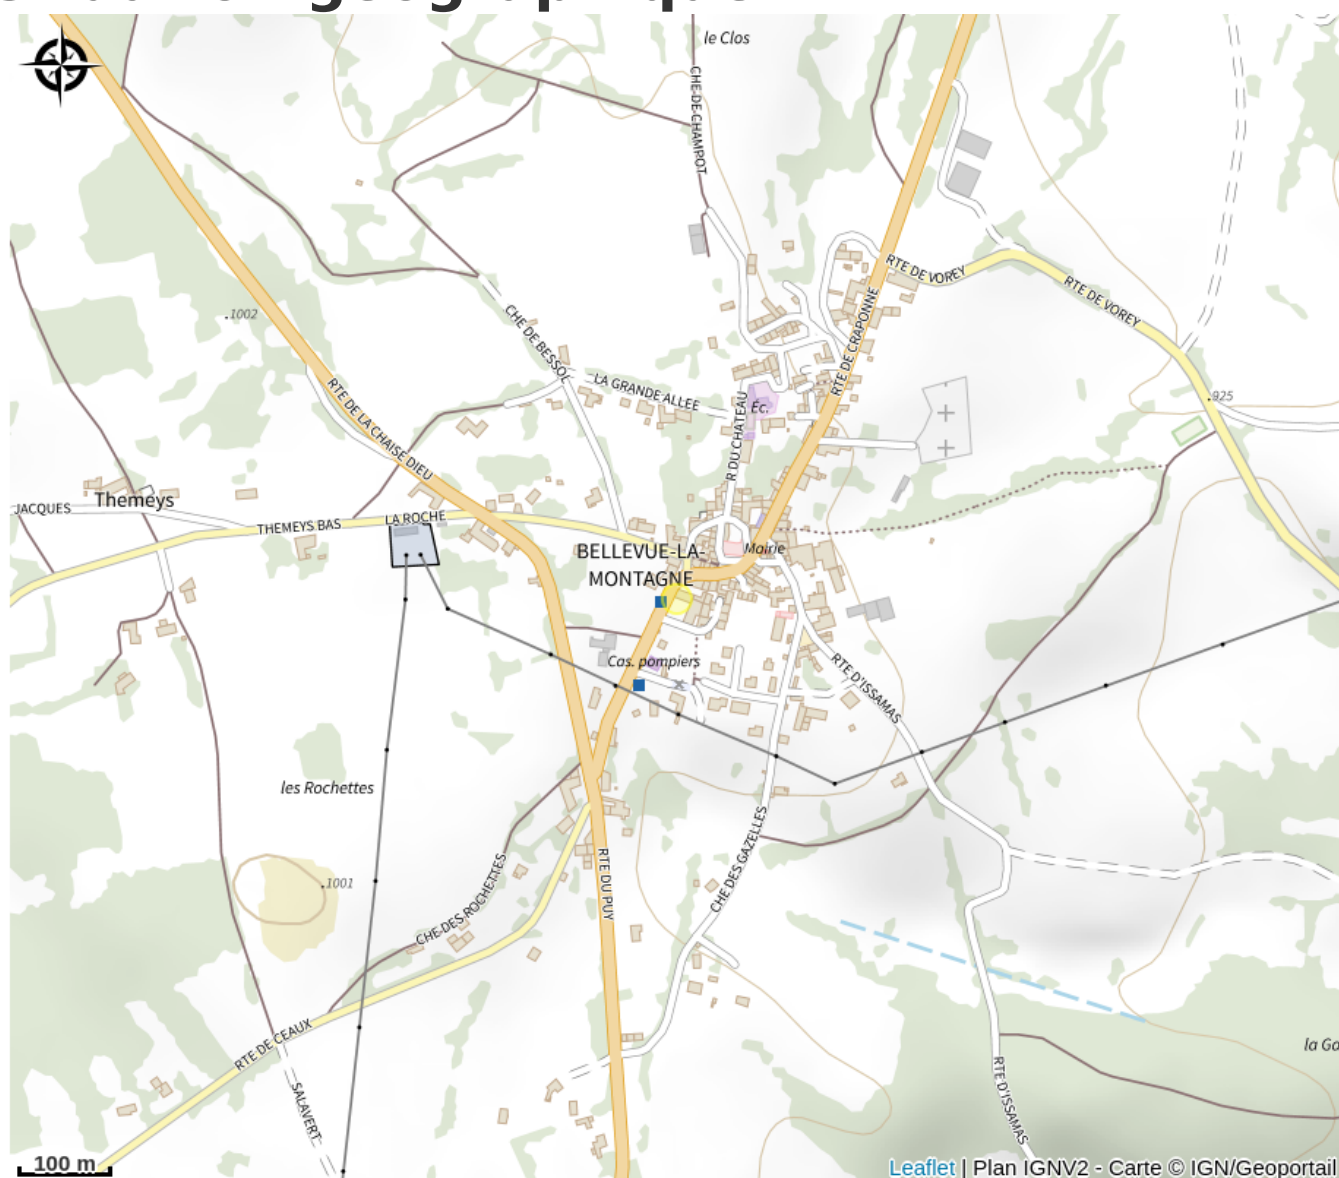 le Clos
CHE DE CHAMPOT
RTE DE VOREY
RTE DE VOREY
1002
CHE DE BESSOL
RTE DE CRAPONNE
LA GRANDE ALLEE
RTE DE LA CHAISE DIEU
R DU CHATEAU
Éc.
925
Themeys
JACQUES
THEMEYS BAS
LA ROCHE
BELLEVUE-LA-
MONTAGNE
Mairie
Cas. pompiers
RTE D'ISSAMAS
les Rochettes
1001
CHE DES ROCHETTES
RTE DU PUY
CHE DES GAZELLES
RTE DE CEAUX
SALAVERT
RTE D'ISSAMAS
la Ga
100 m
Leaflet | Plan IGNV2 - Carte © IGN/Geoportail